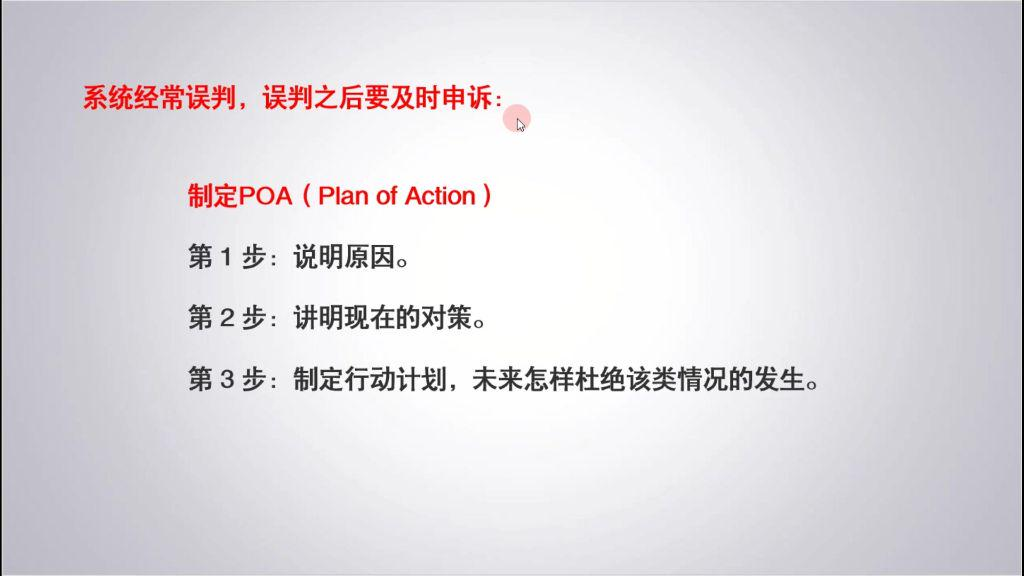 系统经常误判，误判之后要及时申诉：
制定POA（Plan of Action）
第 1 步：说明原因。
第 2 步：讲明现在的对策。
第 3 步：制定行动计划，未来怎样杜绝该类情况的发生。